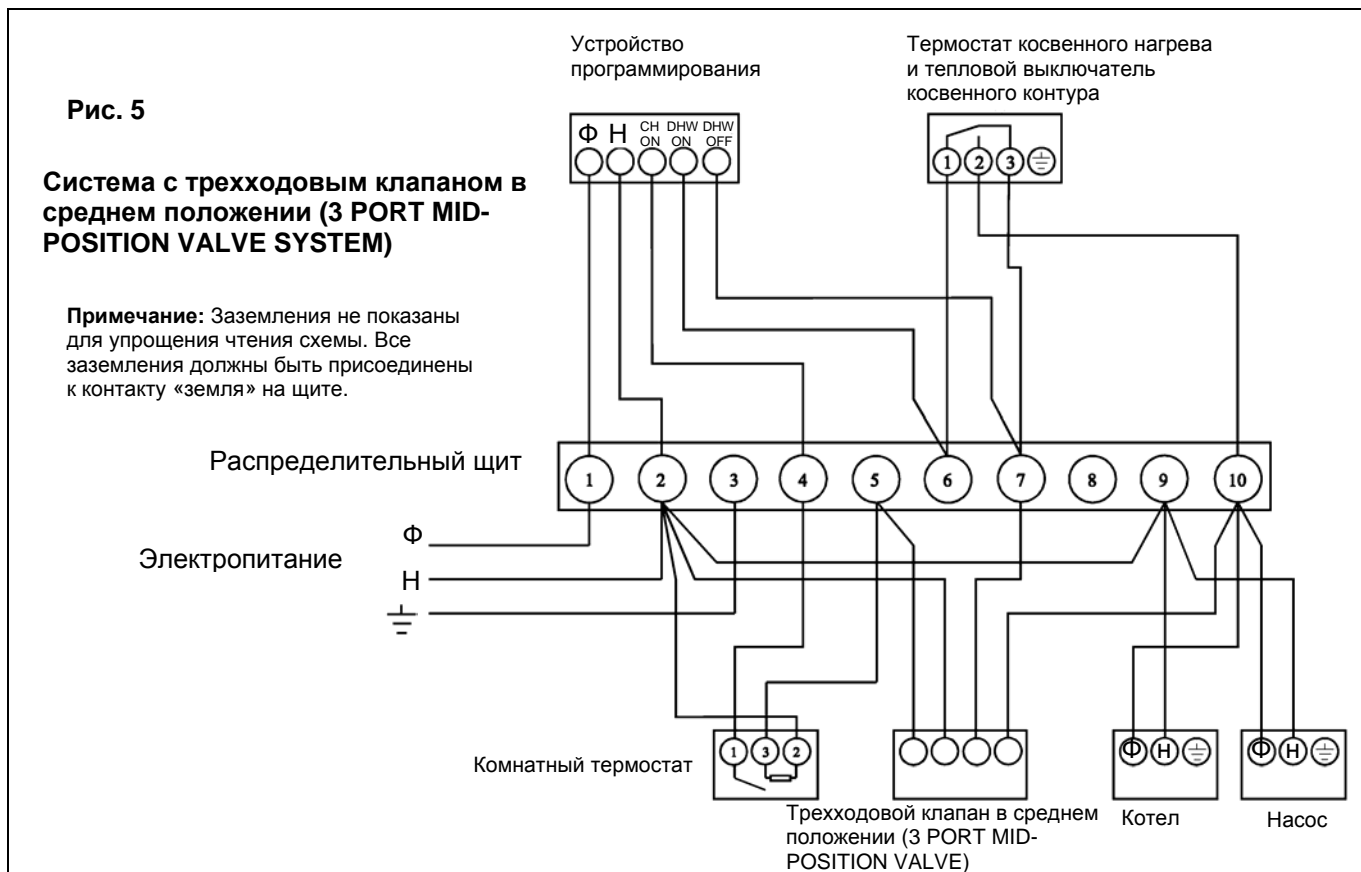 Рис. 5
Система с трехходовым клапаном в
среднем положении (3 PORT MID-
POSITION VALVE SYSTEM)
Примечание: Заземления не показаны
для упрощения чтения схемы. Все
заземления должны быть присоединены
к контакту «земля» на щите.
Устройство
программирования
Ф Н CH ON DHW ON DHW OFF
Термостат косвенного нагрева
и тепловой выключатель
косвенного контура
1 2 3
Распределительный щит
1 2 3 4 5 6 7 8 9 10
Электропитание
Ф
Н
Комнатный термостат
1 3 2
Трехходовой клапан в среднем
положении (3 PORT MID-
POSITION VALVE)
Ф Н
Котел
Ф Н
Насос